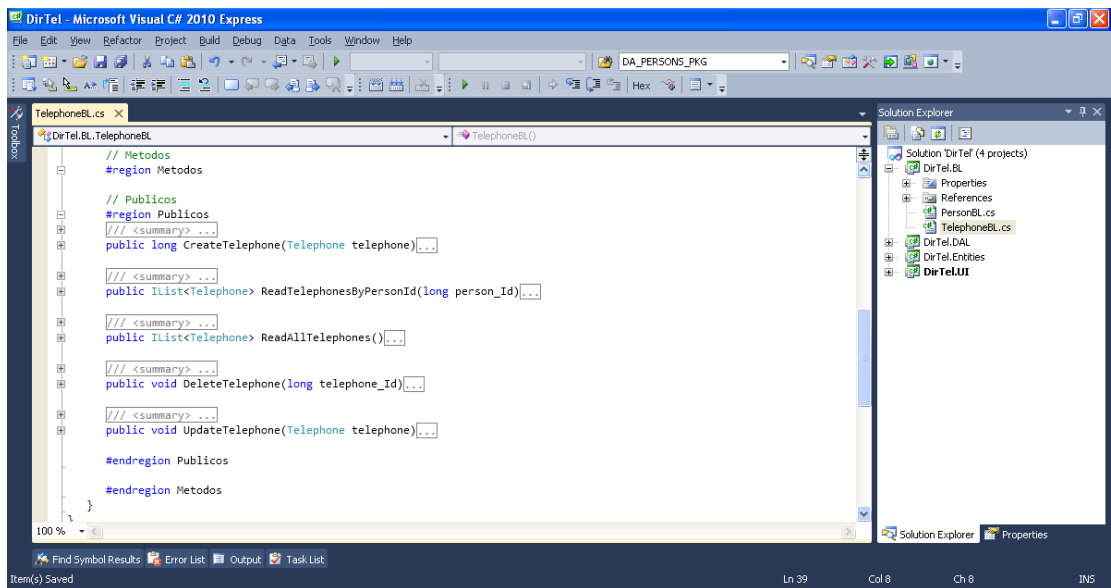 DirTel - Microsoft Visual C# 2010 Express
File Edit View Refactor Project Build Debug Data Tools Window Help
DA_PERSONS_PKG
Hex
Toolbox
TelephoneBL.cs
DirTel.BL.TelephoneBL
TelephoneBL()
// Metodos
#region Metodos
// Publicos
#region Publicos
/// <summary> ...
public long CreateTelephone(Telephone telephone)...
/// <summary> ...
public IList<Telephone> ReadTelephonesByPersonId(long person_Id)...
/// <summary> ...
public IList<Telephone> ReadAllTelephones()...
/// <summary> ...
public void DeleteTelephone(long telephone_Id)...
/// <summary> ...
public void UpdateTelephone(Telephone telephone)...
#endregion Publicos
#endregion Metodos
}
}
100 %
Solution Explorer
Solution 'DirTel' (4 projects)
DirTel.BL
Properties
References
PersonBL.cs
TelephoneBL.cs
DirTel.DAL
DirTel.Entities
DirTel.UI
Solution Explorer Properties
Find Symbol Results Error List Output Task List
Item(s) Saved Ln 39 Col 8 Ch 8 INS